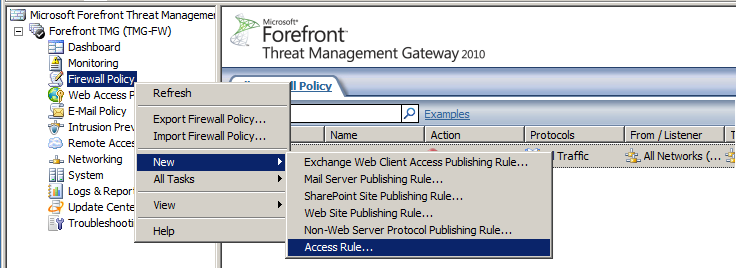 Microsoft Forefront Threat Management
Forefront TMG (TMG-FW)
Dashboard
Monitoring
Firewall Policy
Web Access P
E-Mail Policy
Intrusion Prev
Remote Acces
Networking
System
Logs & Report
Update Cente
Troubleshooti
Refresh
Export Firewall Policy...
Import Firewall Policy...
New
All Tasks
View
Help
Exchange Web Client Access Publishing Rule...
Mail Server Publishing Rule...
SharePoint Site Publishing Rule...
Web Site Publishing Rule...
Non-Web Server Protocol Publishing Rule...
Access Rule...
Microsoft®
Forefront
Threat Management Gateway 2010
wall Policy
Examples
Name
Action
Protocols
From / Listener
T
Traffic
All Networks (...